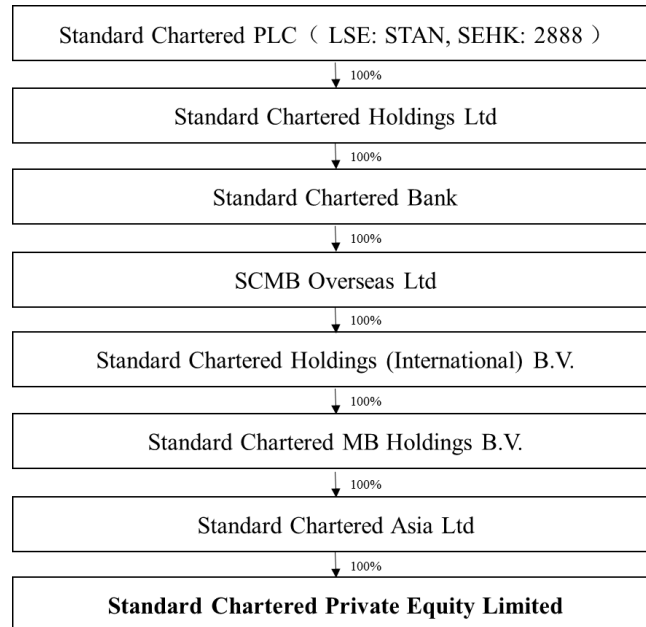 Standard Chartered PLC（ LSE: STAN, SEHK: 2888 ）
100%
Standard Chartered Holdings Ltd
100%
Standard Chartered Bank
100%
SCMB Overseas Ltd
100%
Standard Chartered Holdings (International) B.V.
100%
Standard Chartered MB Holdings B.V.
100%
Standard Chartered Asia Ltd
100%
Standard Chartered Private Equity Limited